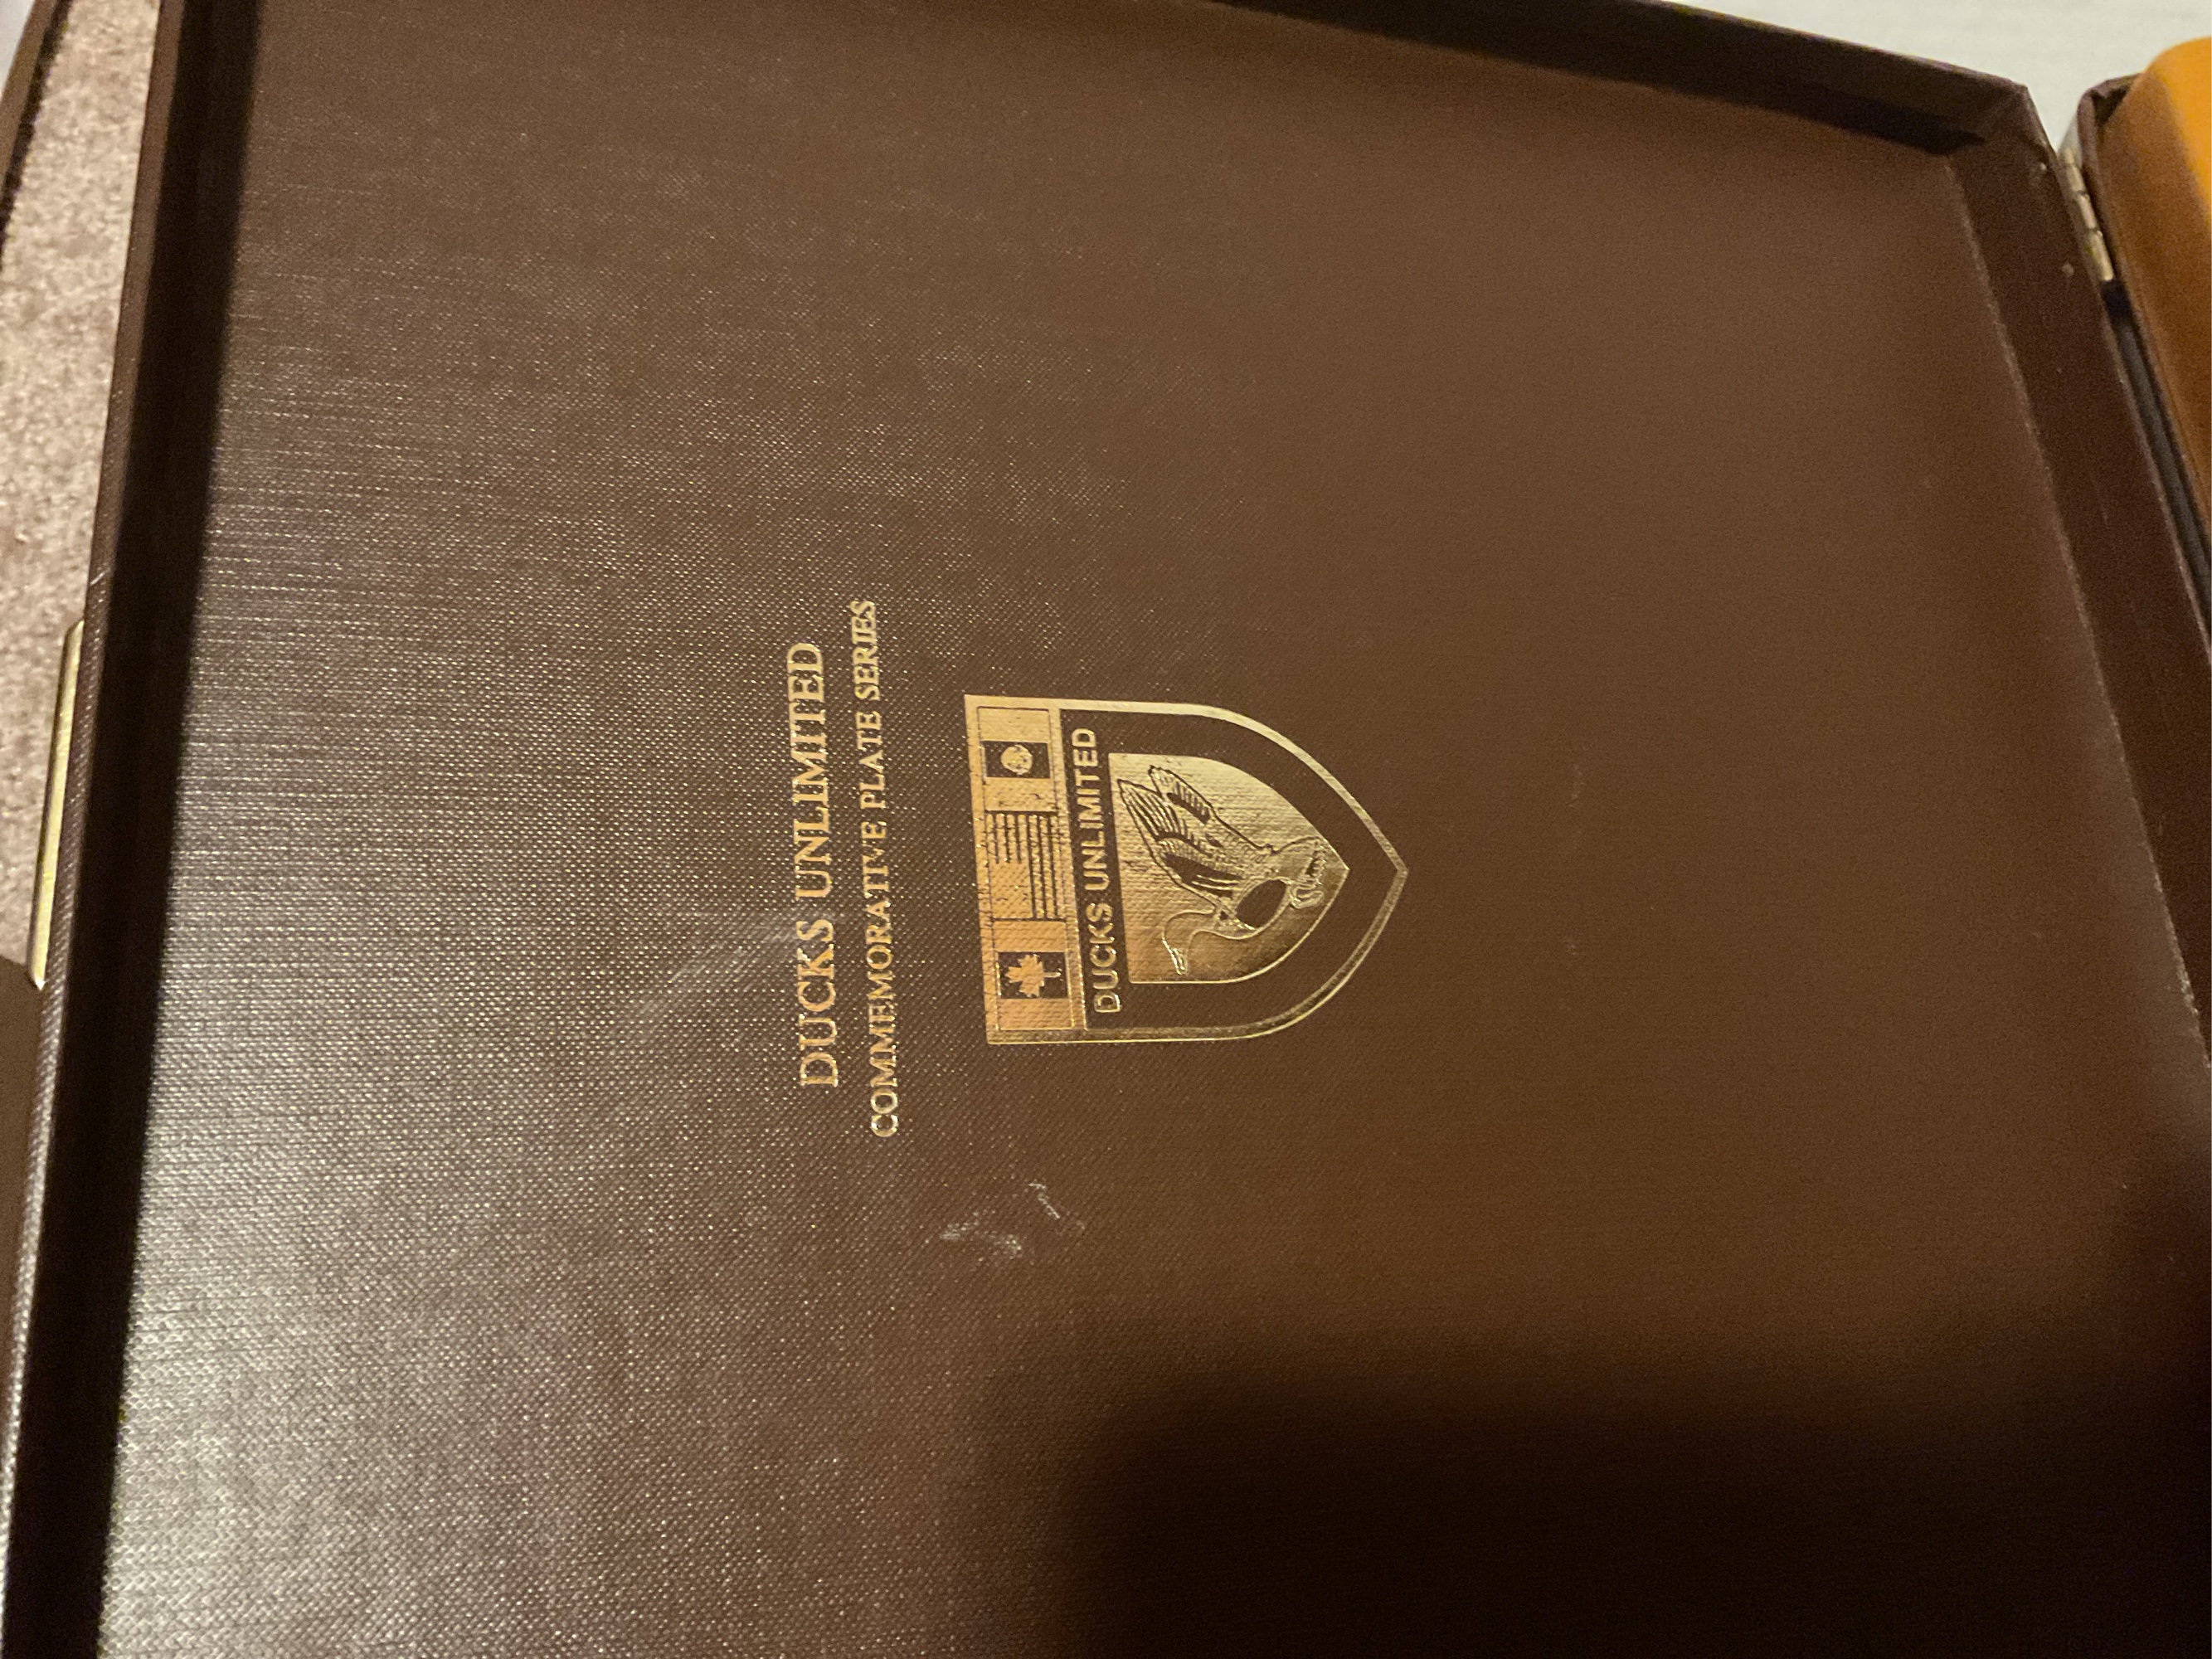 DUCKS UNLIMITED
COMMEMORATIVE PLATE SERIES
DUCKS UNLIMITED